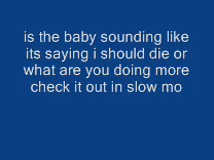 is the baby sounding like
its saying i should die or
what are you doing more
check it out in slow mo